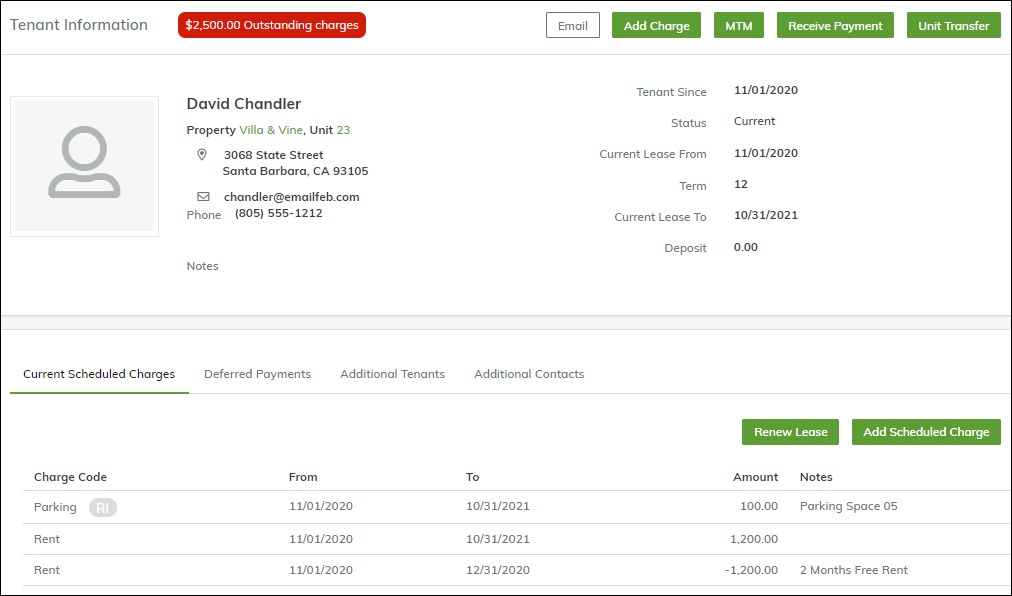 Tenant Information $2,500.00 Outstanding charges Email Add Charge MTM Receive Payment Unit Transfer
David Chandler
Property Villa & Vine, Unit 23
3068 State Street
Santa Barbara, CA 93105
chandler@emailfeb.com
Phone (805) 555-1212
Notes
Tenant Since 11/01/2020
Status Current
Current Lease From 11/01/2020
Term 12
Current Lease To 10/31/2021
Deposit 0.00
Current Scheduled Charges Deferred Payments Additional Tenants Additional Contacts
Renew Lease Add Scheduled Charge
Charge Code From To Amount Notes
Parking RI 11/01/2020 10/31/2021 100.00 Parking Space 05
Rent 11/01/2020 10/31/2021 1,200.00
Rent 11/01/2020 12/31/2020 -1,200.00 2 Months Free Rent